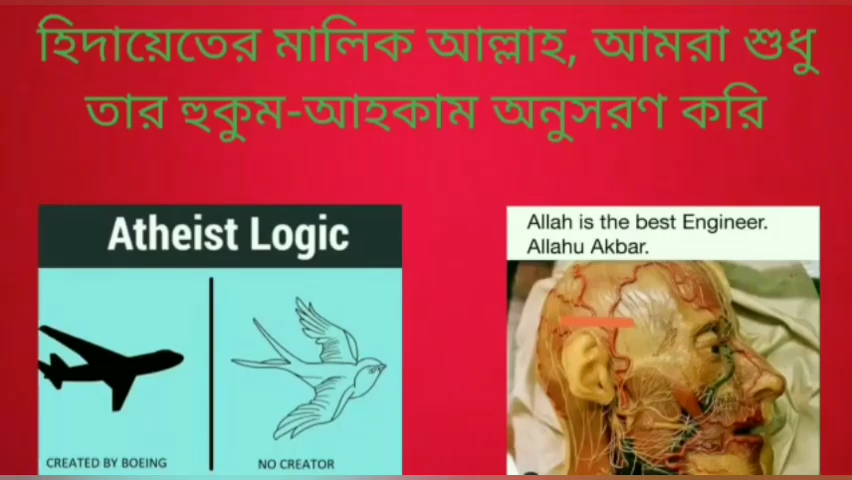 হিদায়েতের মালিক আল্লাহ, আমরা শুধু
তার হুকুম-আহকাম অনুসরণ করি
Atheist Logic
CREATED BY BOEING
NO CREATOR
Allah is the best Engineer.
Allahu Akbar.